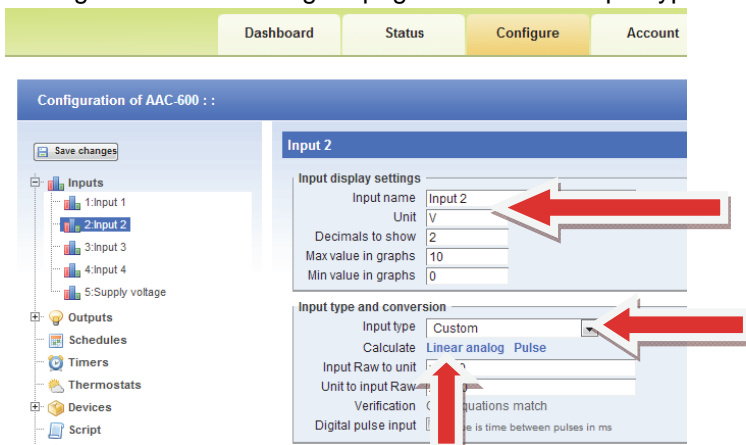 Dashboard Status Configure Account
Configuration of AAC-600 : :
Save changes
Inputs
1:Input 1
2:Input 2
3:Input 3
4:Input 4
5:Supply voltage
Outputs
Schedules
Timers
Thermostats
Devices
Script
Input 2
Input display settings
Input name Input 2
Unit V
Decimals to show 2
Max value in graphs 10
Min value in graphs 0
Input type and conversion
Input type Custom
Calculate Linear analog Pulse
Input Raw to unit
Unit to input Raw
Verification match
Digital pulse input is time between pulses in ms